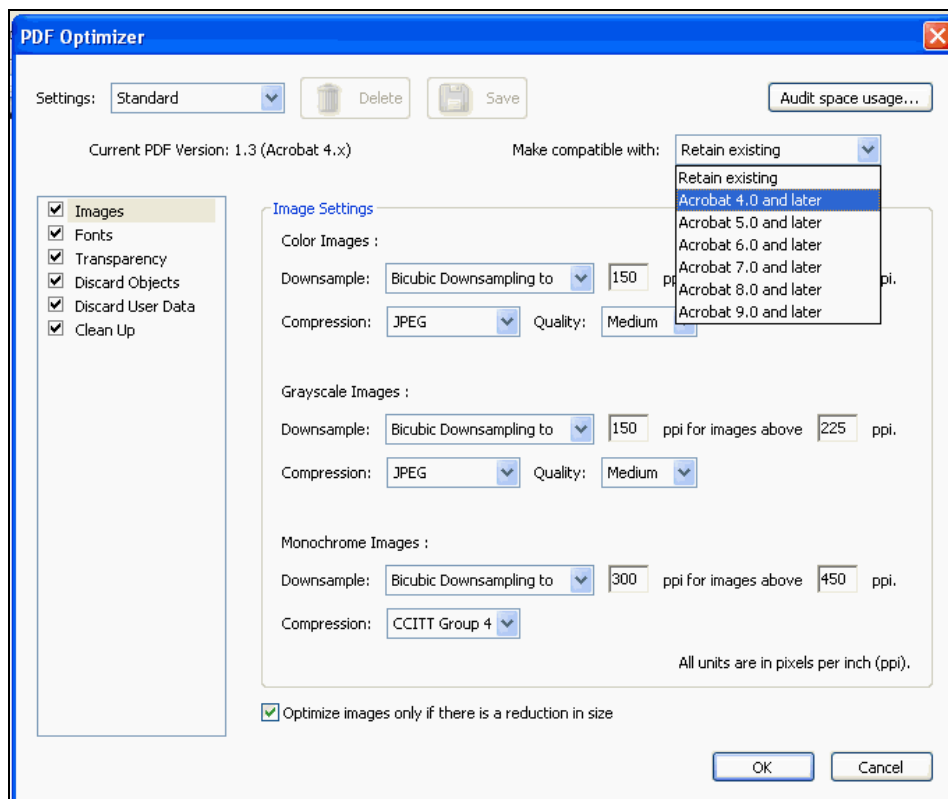 PDF Optimizer
Settings: Standard Delete Save Audit space usage...
Current PDF Version: 1.3 (Acrobat 4.x) Make compatible with: Retain existing
Retain existing
Acrobat 4.0 and later
Acrobat 5.0 and later
Acrobat 6.0 and later
Acrobat 7.0 and later
Acrobat 8.0 and later
Acrobat 9.0 and later
Images
Fonts
Transparency
Discard Objects
Discard User Data
Clean Up
Image Settings
Color Images :
Downsample: Bicubic Downsampling to 150 pp pi.
Compression: JPEG Quality: Medium
Grayscale Images :
Downsample: Bicubic Downsampling to 150 ppi for images above 225 ppi.
Compression: JPEG Quality: Medium
Monochrome Images :
Downsample: Bicubic Downsampling to 300 ppi for images above 450 ppi.
Compression: CCITT Group 4
All units are in pixels per inch (ppi).
Optimize images only if there is a reduction in size
OK Cancel